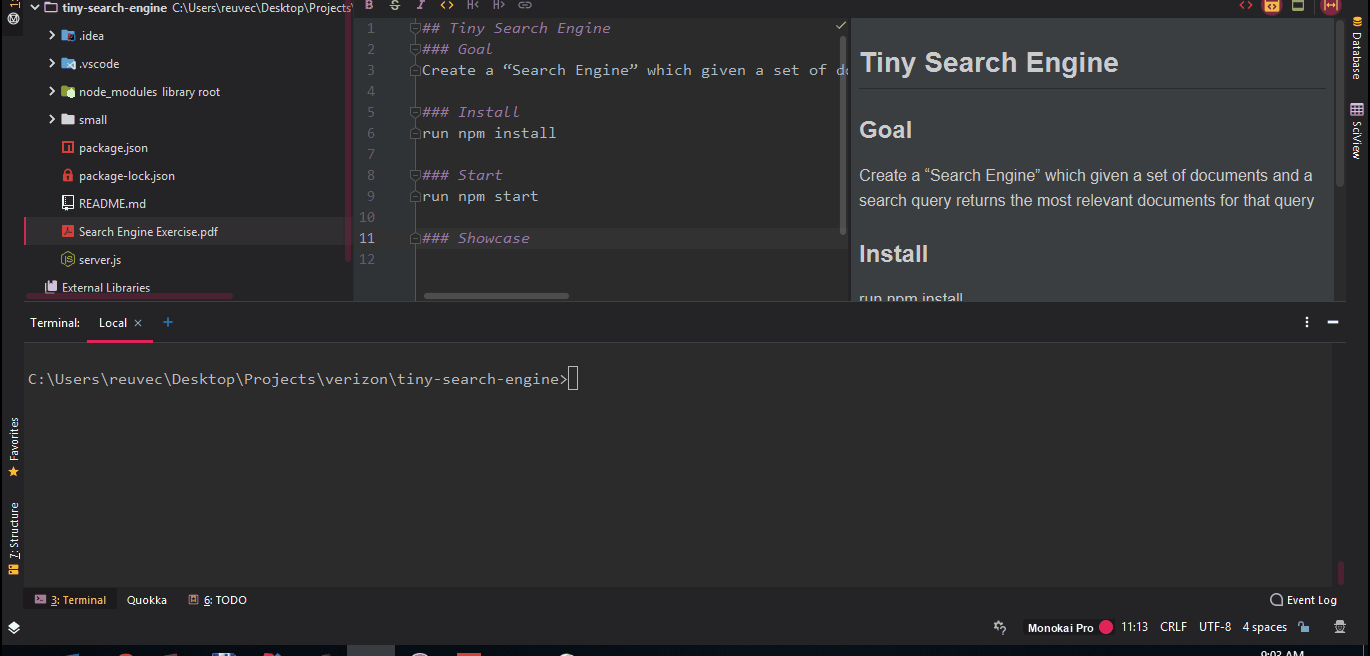 tiny-search-engine C:\Users\reuvec\Desktop\Projects
.idea
.vscode
node_modules library root
small
package.json
package-lock.json
README.md
Search Engine Exercise.pdf
server.js
External Libraries
B S I <> H< H>
1 ## Tiny Search Engine
2 ### Goal
3 Create a “Search Engine” which given a set of do
4
5 ### Install
6 run npm install
7
8 ### Start
9 run npm start
10
11 ### Showcase
12
Tiny Search Engine
Goal
Create a “Search Engine” which given a set of documents and a
search query returns the most relevant documents for that query
Install
run npm install
Database
SciView
Terminal: Local × +
C:\Users\reuvec\Desktop\Projects\verizon\tiny-search-engine>
Favorites
7: Structure
3: Terminal Quokka 6: TODO
Event Log
Monokai Pro 11:13 CRLF UTF-8 4 spaces
9:03 AM